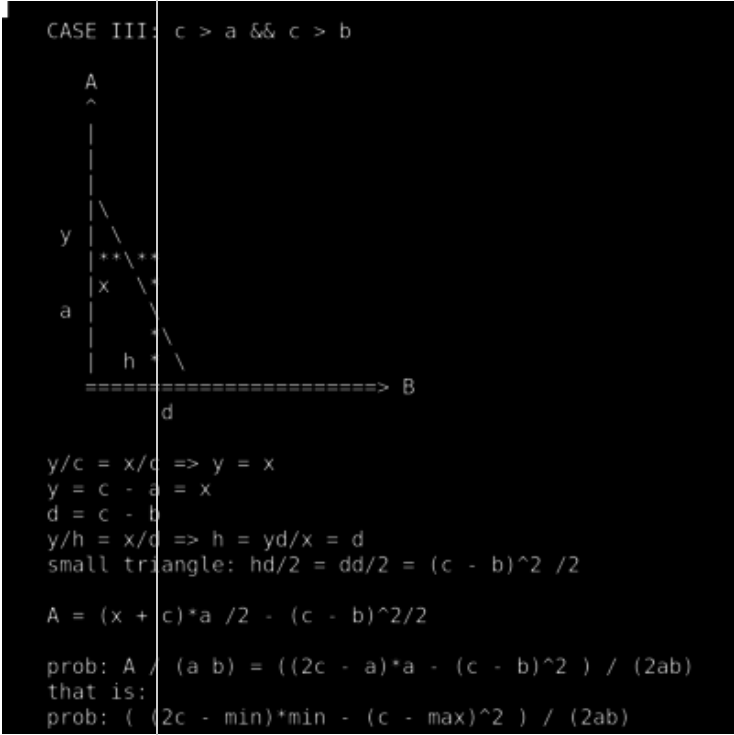 CASE III: c > a && c > b
A
^
|
|
|
|\
y | \
|**\**
|x \*
a | \
| *\
| h * \
=======================> B
d
y/c = x/c => y = x
y = c - a = x
d = c - b
y/h = x/d => h = yd/x = d
small triangle: hd/2 = dd/2 = (c - b)^2 /2
A = (x + c)*a /2 - (c - b)^2/2
prob: A / (a b) = ((2c - a)*a - (c - b)^2 ) / (2ab)
that is:
prob: ( (2c - min)*min - (c - max)^2 ) / (2ab)